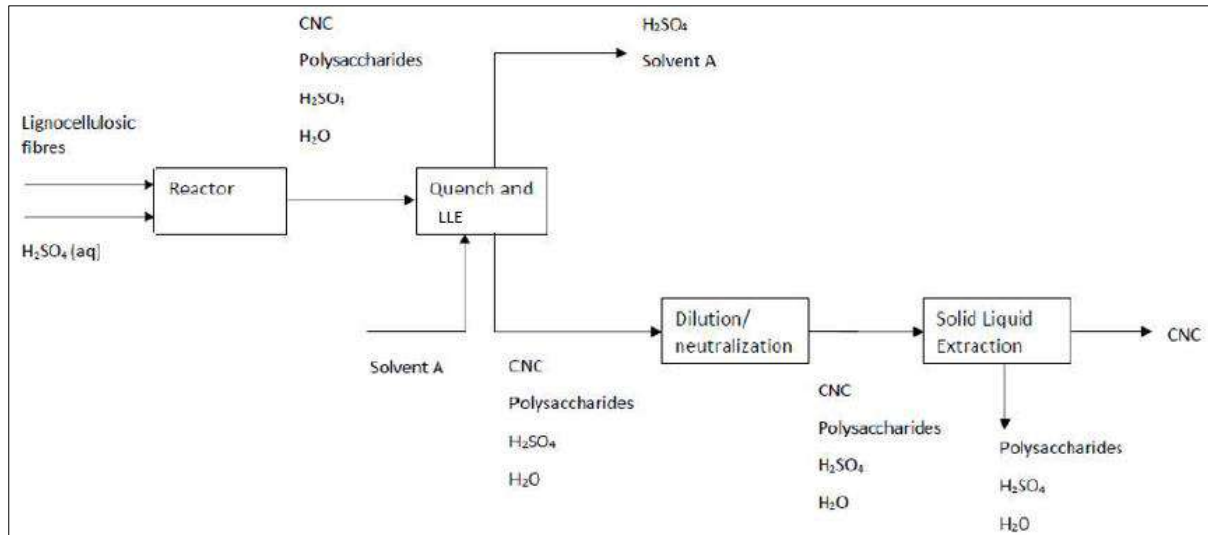 CNC
Polysaccharides
H₂SO₄
H₂O
H₂SO₄
Solvent A
Lignocellulosic
fibres
H₂SO₄ (aq]
Reactor
Quench and
LLE
Solvent A
CNC
Polysaccharides
H₂SO₄
H₂O
Dilution/
neutralization
CNC
Polysaccharides
H₂SO₄
H₂O
Solid Liquid
Extraction
CNC
Polysaccharides
H₂SO₄
H₂O